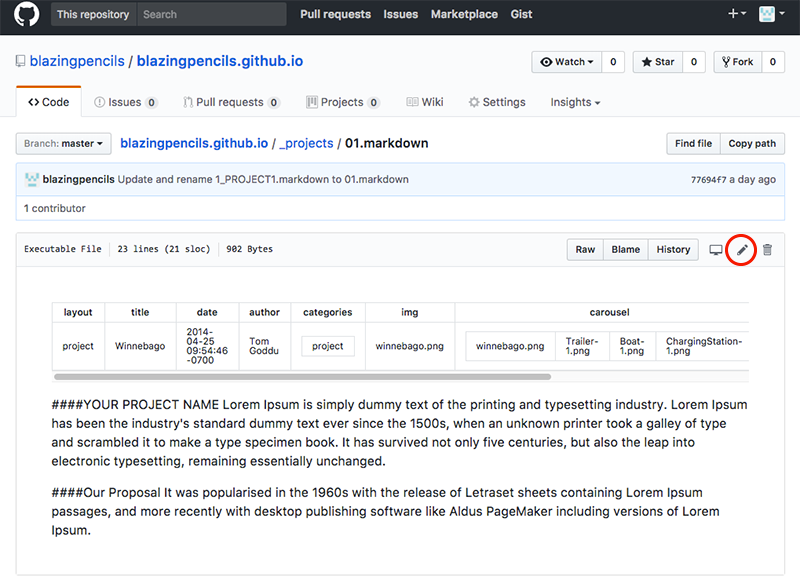 This repository Search Pull requests Issues Marketplace Gist
blazingpencils / blazingpencils.github.io
Watch 0 Star 0 Fork 0
Code Issues 0 Pull requests 0 Projects 0 Wiki Settings Insights
Branch: master blazingpencils.github.io / _projects / 01.markdown Find file Copy path
blazingpencils Update and rename 1_PROJECT1.markdown to 01.markdown 77694f7 a day ago
1 contributor
Executable File 23 lines (21 sloc) 902 Bytes Raw Blame History
layout title date author categories img carousel
project Winnebago 2014-04-25 09:54:46 -0700 Tom Goddu project winnebago.png winnebago.png Trailer-1.png Boat-1.png ChargingStation-1.png
####YOUR PROJECT NAME Lorem Ipsum is simply dummy text of the printing and typesetting industry. Lorem Ipsum
has been the industry's standard dummy text ever since the 1500s, when an unknown printer took a galley of type
and scrambled it to make a type specimen book. It has survived not only five centuries, but also the leap into
electronic typesetting, remaining essentially unchanged.
####Our Proposal It was popularised in the 1960s with the release of Letraset sheets containing Lorem Ipsum
passages, and more recently with desktop publishing software like Aldus PageMaker including versions of Lorem
Ipsum.